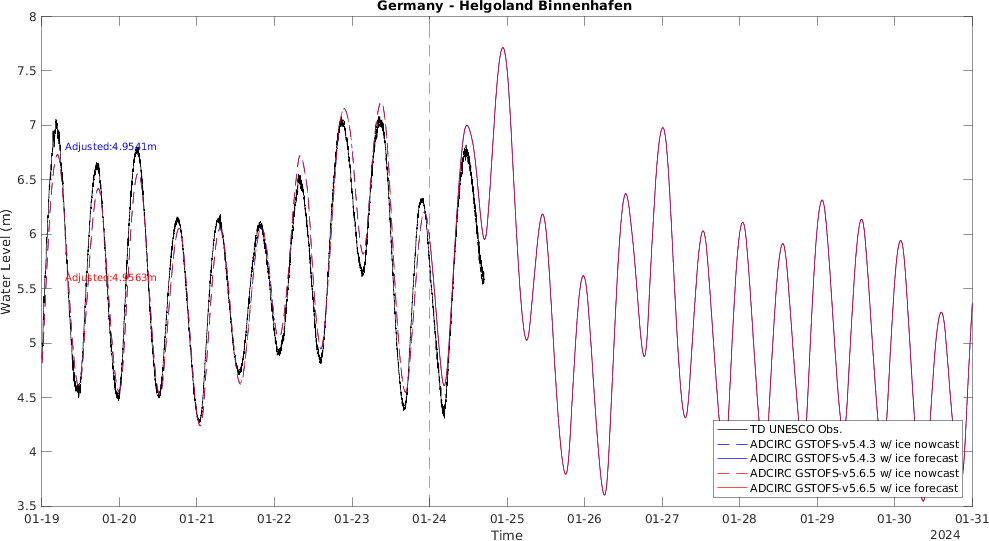 Germany - Helgoland Binnenhafen
8
7.5
7
6.5
6
5.5
5
4.5
4
3.5
Water Level (m)
Adjusted:4.9541m
Adjusted:4.9563m
TD UNESCO Obs.
ADCIRC GSTOFS-v5.4.3 w/ ice nowcast
ADCIRC GSTOFS-v5.4.3 w/ ice forecast
ADCIRC GSTOFS-v5.6.5 w/ ice nowcast
ADCIRC GSTOFS-v5.6.5 w/ ice forecast
01-19 01-20 01-21 01-22 01-23 01-24 01-25 01-26 01-27 01-28 01-29 01-30 01-31
Time
2024